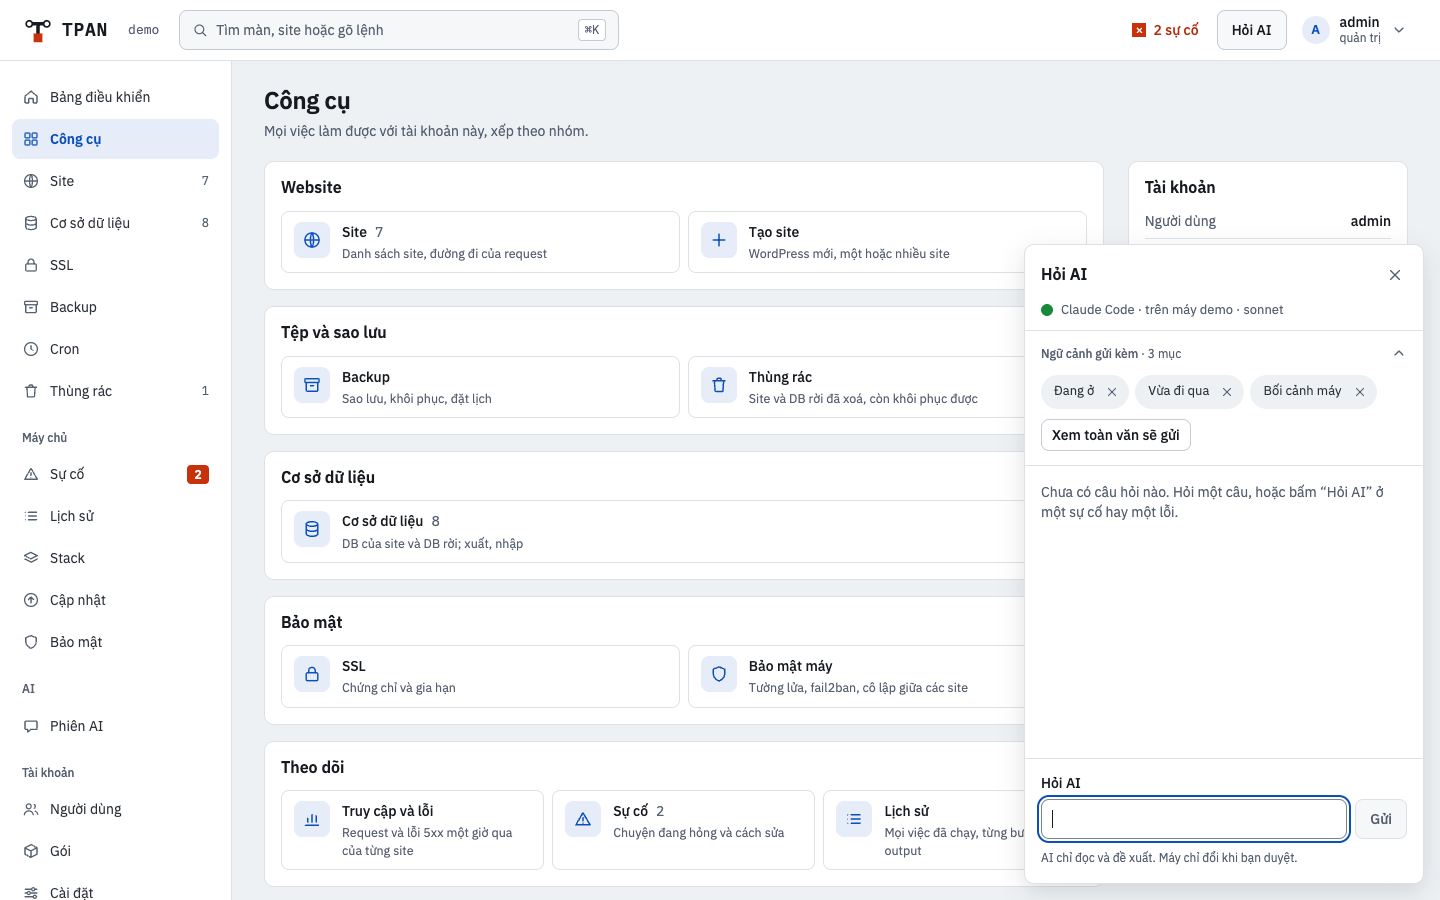 TPAN demo
Tìm màn, site hoặc gõ lệnh ⌘K
2 sự cố
Hỏi AI
A
admin
quản trị
Bảng điều khiển
Công cụ
Site 7
Cơ sở dữ liệu 8
SSL
Backup
Cron
Thùng rác 1
Máy chủ
Sự cố 2
Lịch sử
Stack
Cập nhật
Bảo mật
AI
Phiên AI
Tài khoản
Người dùng
Gói
Cài đặt
Công cụ
Mọi việc làm được với tài khoản này, xếp theo nhóm.
Website
Site 7
Danh sách site, đường đi của request
Tạo site
WordPress mới, một hoặc nhiều site
Tệp và sao lưu
Backup
Sao lưu, khôi phục, đặt lịch
Thùng rác
Site và DB rời đã xoá, còn khôi phục được
Cơ sở dữ liệu
Cơ sở dữ liệu 8
DB của site và DB rời; xuất, nhập
Bảo mật
SSL
Chứng chỉ và gia hạn
Bảo mật máy
Tường lửa, fail2ban, cô lập giữa các site
Theo dõi
Truy cập và lỗi
Request và lỗi 5xx một giờ qua
của từng site
Sự cố 2
Chuyện đang hỏng và cách sửa
Lịch sử
Mọi việc đã chạy, từng
output
Tài khoản
Người dùng admin
Hỏi AI
Claude Code · trên máy demo · sonnet
Ngữ cảnh gửi kèm · 3 mục
Đang ở
Vừa đi qua
Bối cảnh máy
Xem toàn văn sẽ gửi
Chưa có câu hỏi nào. Hỏi một câu, hoặc bấm “Hỏi AI” ở
một sự cố hay một lỗi.
Hỏi AI
Gửi
AI chỉ đọc và đề xuất. Máy chỉ đổi khi bạn duyệt.